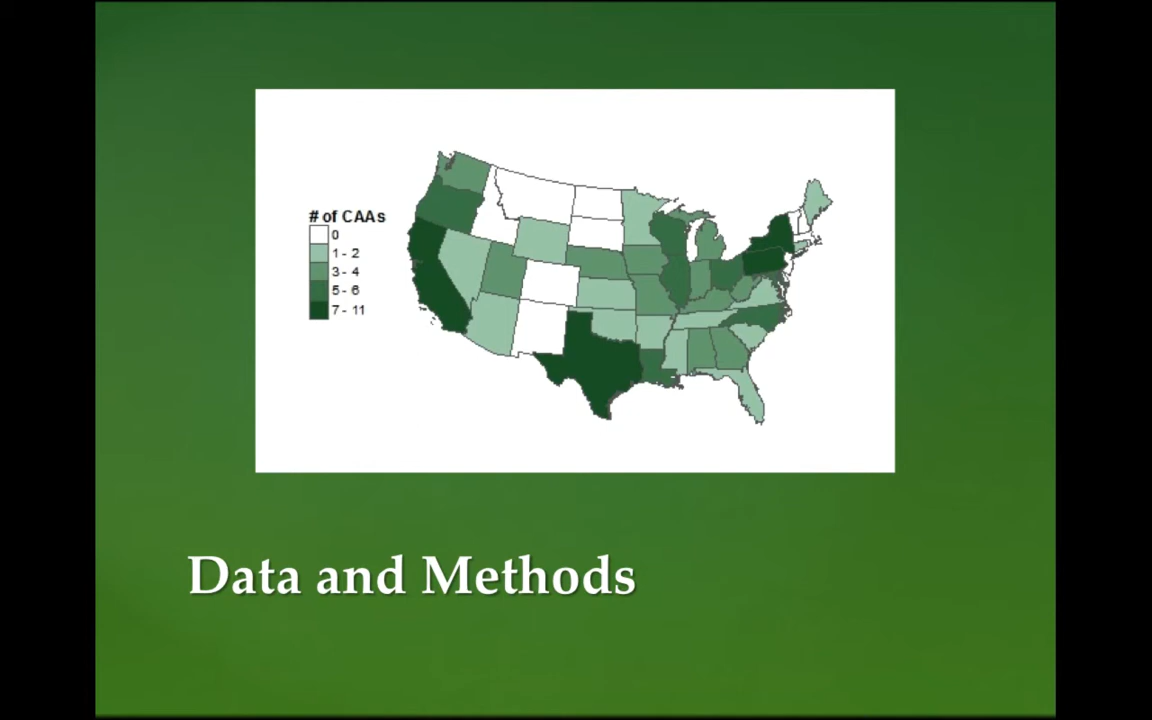 # of CAAs
0
1 - 2
3 - 4
5 - 6
7 - 11
Data and Methods